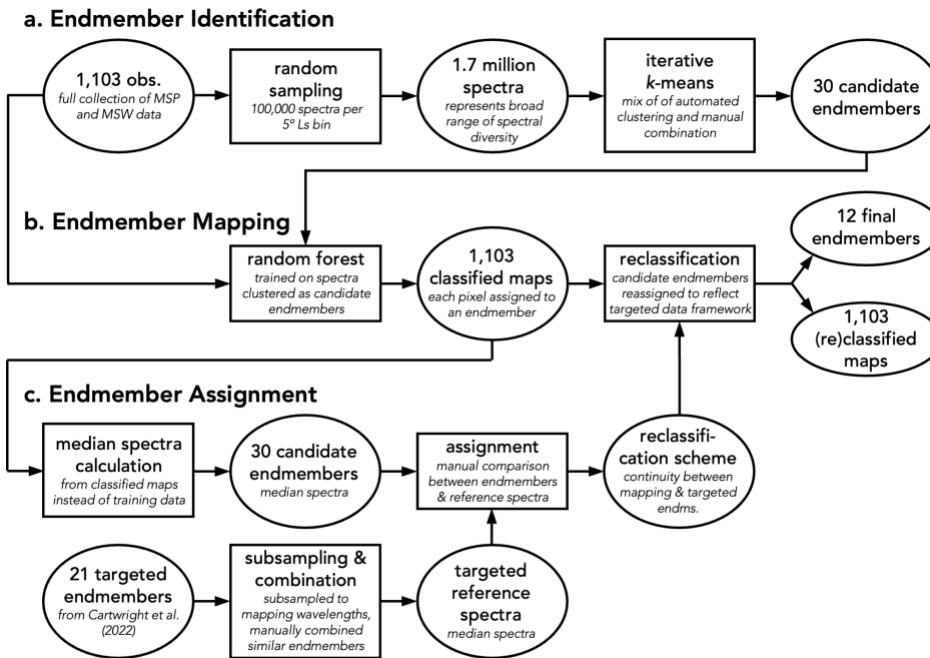 a. Endmember Identification
1,103 obs.
full collection of MSP
and MSW data
random
sampling
100,000 spectra per
5º Ls bin
1.7 million
spectra
represents broad
range of spectral
diversity
iterative
k-means
mix of of automated
clustering and manual
combination
30 candidate
endmembers
b. Endmember Mapping
random forest
trained on spectra
clustered as candidate
endmembers
1,103
classified maps
each pixel assigned to
an endmember
reclassification
candidate endmembers
reassigned to reflect
targeted data framework
12 final
endmembers
1,103
(re)classified
maps
c. Endmember Assignment
median spectra
calculation
from classified maps
instead of training data
30 candidate
endmembers
median spectra
assignment
manual comparison
between endmembers
& reference spectra
reclassifi-
cation scheme
continuity between
mapping & targeted
endms.
21 targeted
endmembers
from Cartwright et al.
(2022)
subsampling &
combination
subsampled to
mapping wavelengths,
manually combined
similar endmembers
targeted
reference
spectra
median spectra